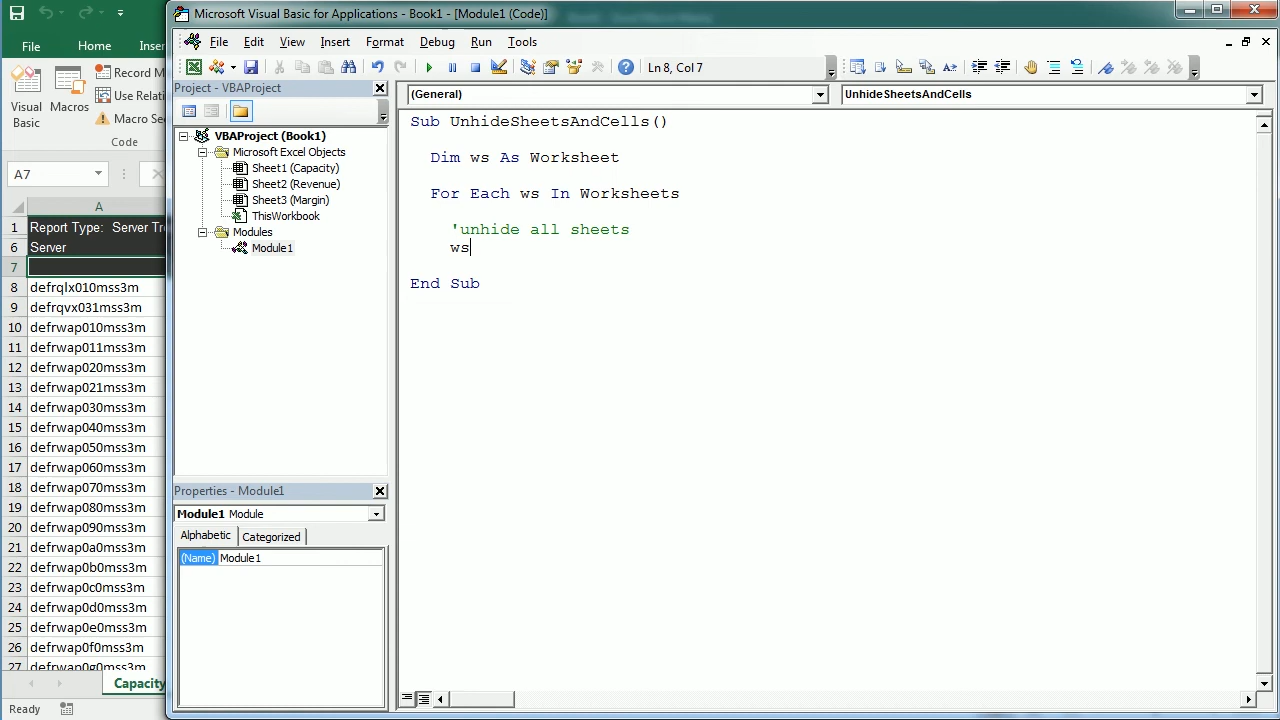 Microsoft Visual Basic for Applications - Book1 - [Module1 (Code)]
File Home Inser
File Edit View Insert Format Debug Run Tools
Ln 8, Col 7
Record M
Use Relati
Macro Sec
Visual Basic
Macros
Code
A7
A
1 Report Type: Server Tre
6 Server
7
8 defrqlx010mss3m
9 defrqvx031mss3m
10 defrwap010mss3m
11 defrwap011mss3m
12 defrwap020mss3m
13 defrwap021mss3m
14 defrwap030mss3m
15 defrwap040mss3m
16 defrwap050mss3m
17 defrwap060mss3m
18 defrwap070mss3m
19 defrwap080mss3m
20 defrwap090mss3m
21 defrwap0a0mss3m
22 defrwap0b0mss3m
23 defrwap0c0mss3m
24 defrwap0d0mss3m
25 defrwap0e0mss3m
26 defrwap0f0mss3m
27 defrwap0g0mss3m
Capacity
Ready
Project - VBAProject
VBAProject (Book1)
Microsoft Excel Objects
Sheet1 (Capacity)
Sheet2 (Revenue)
Sheet3 (Margin)
ThisWorkbook
Modules
Module1
Properties - Module1
Module1 Module
Alphabetic Categorized
(Name) Module1
(General) UnhideSheetsAndCells
Sub UnhideSheetsAndCells()
Dim ws As Worksheet
For Each ws In Worksheets
'unhide all sheets
ws
End Sub